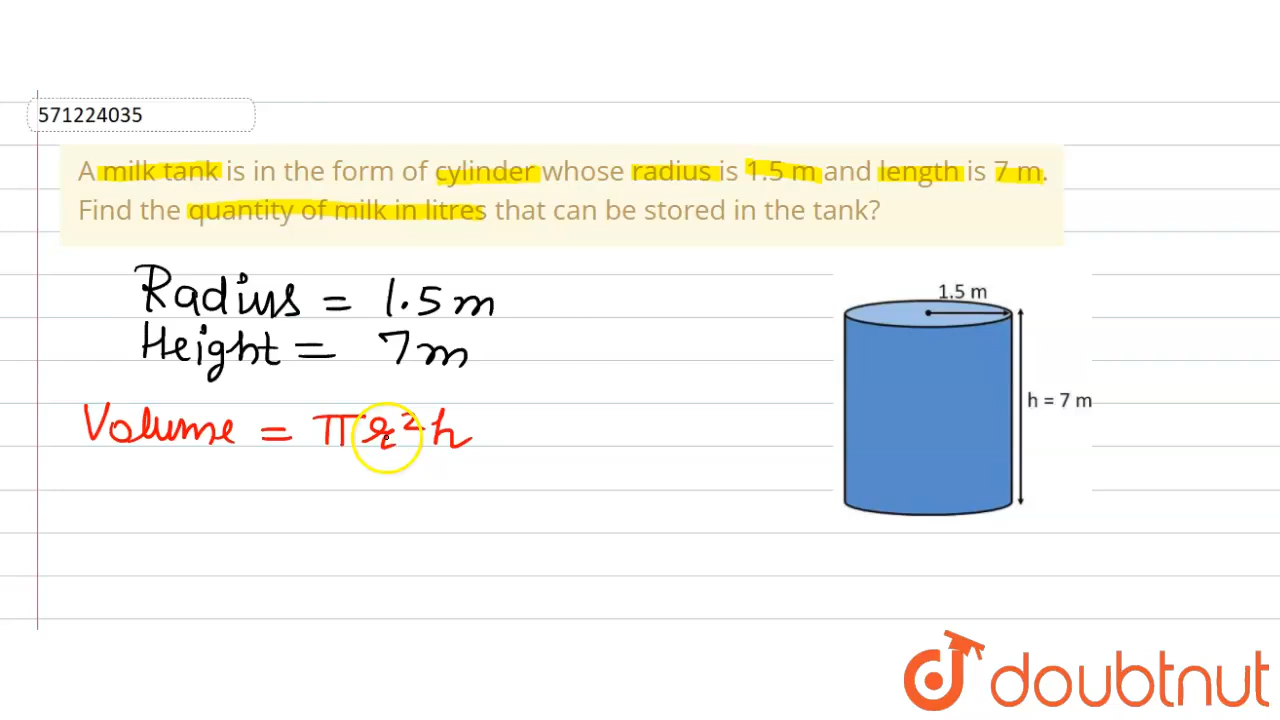 571224035
A milk tank is in the form of cylinder whose radius is 1.5 m and length is 7 m.
Find the quantity of milk in litres that can be stored in the tank?
Radius = 1.5 m
Height = 7 m
Volume = πr²h
1.5 m
h = 7 m
doubtnut